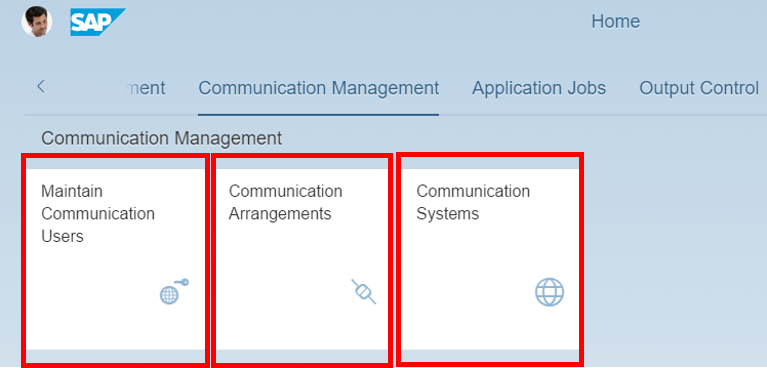 SAP
Home
ment
Communication Management
Application Jobs
Output Control
Communication Management
Maintain
Communication
Users
Communication
Arrangements
Communication
Systems